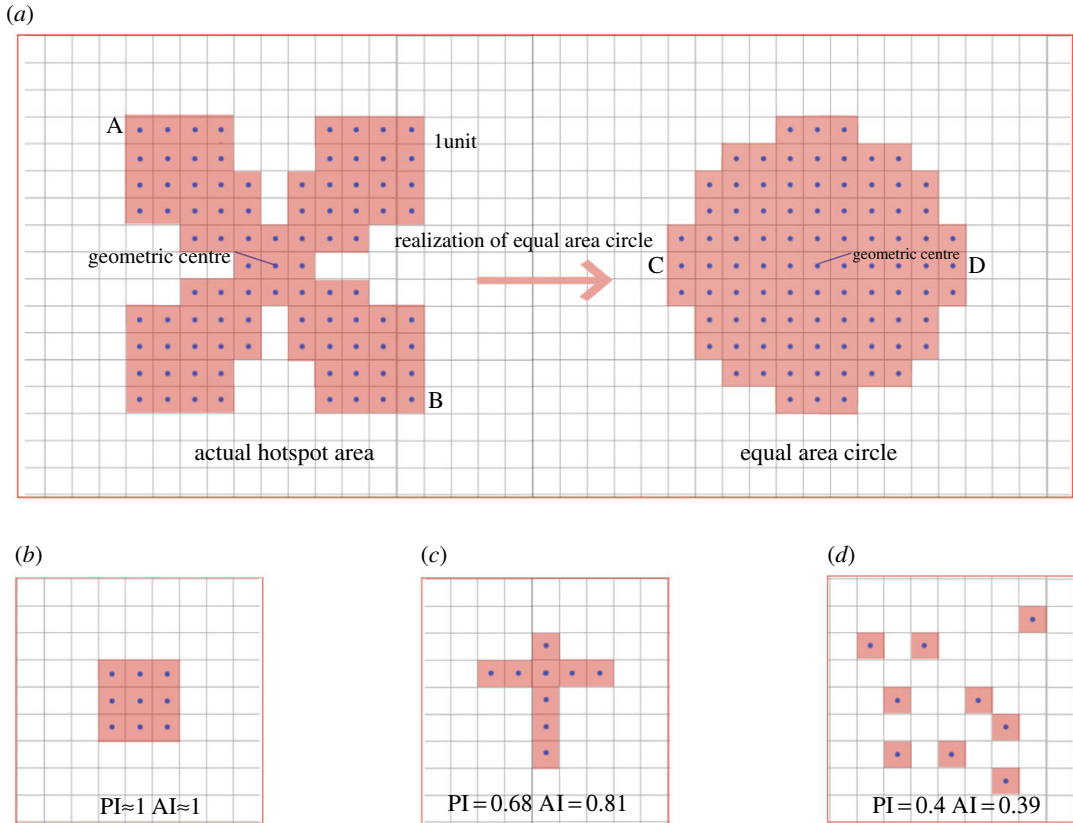 (a)
A
1unit
realization of equal area circle
geometric centre
geometric centre
C
D
B
actual hotspot area
equal area circle
(b)
(c)
(d)
PI≈1 AI≈1
PI = 0.68 AI = 0.81
PI = 0.4 AI = 0.39